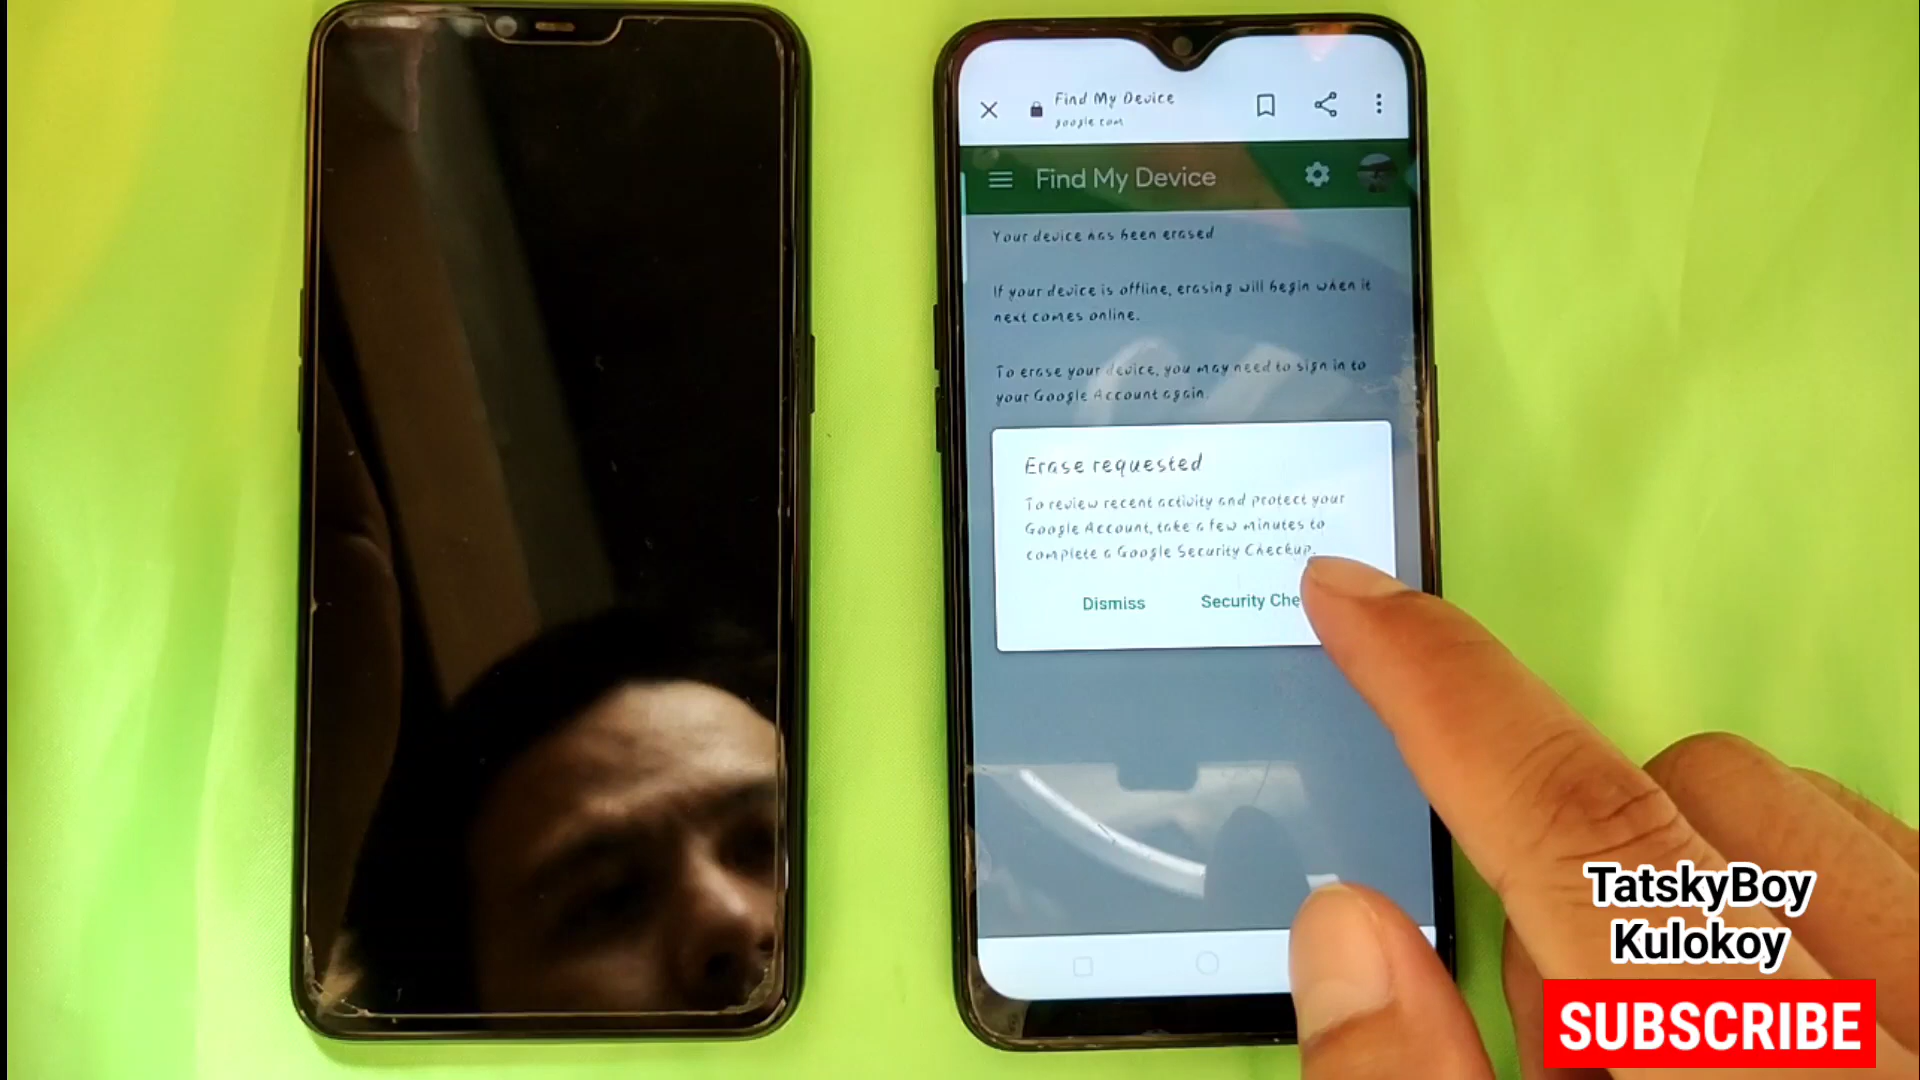 Find My Device
google.com
Find My Device
Your device has been erased
If your device is offline, erasing will begin when it
next comes online.
To erase your device, you may need to sign in to
your Google Account again.
Erase requested
To review recent activity and protect your
Google Account, take a few minutes to
complete a Google Security Checkup.
Dismiss
Security Che
TatskyBoy
Kulokoy
SUBSCRIBE